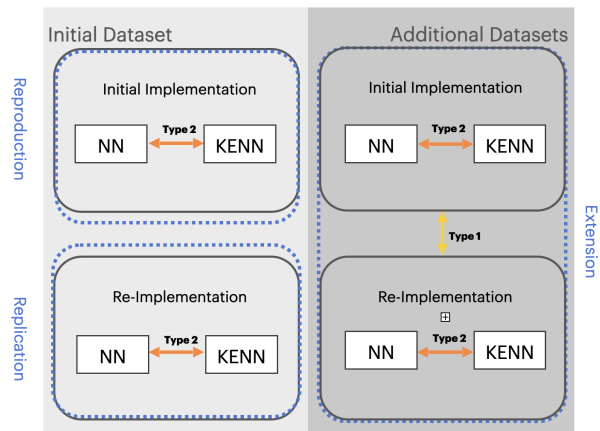 Initial Dataset
Additional Datasets
Reproduction
Initial Implementation
NN
Type 2
KENN
Initial Implementation
NN
Type 2
KENN
Type 1
Extension
Replication
Re-Implementation
NN
Type 2
KENN
Re-Implementation
NN
Type 2
KENN